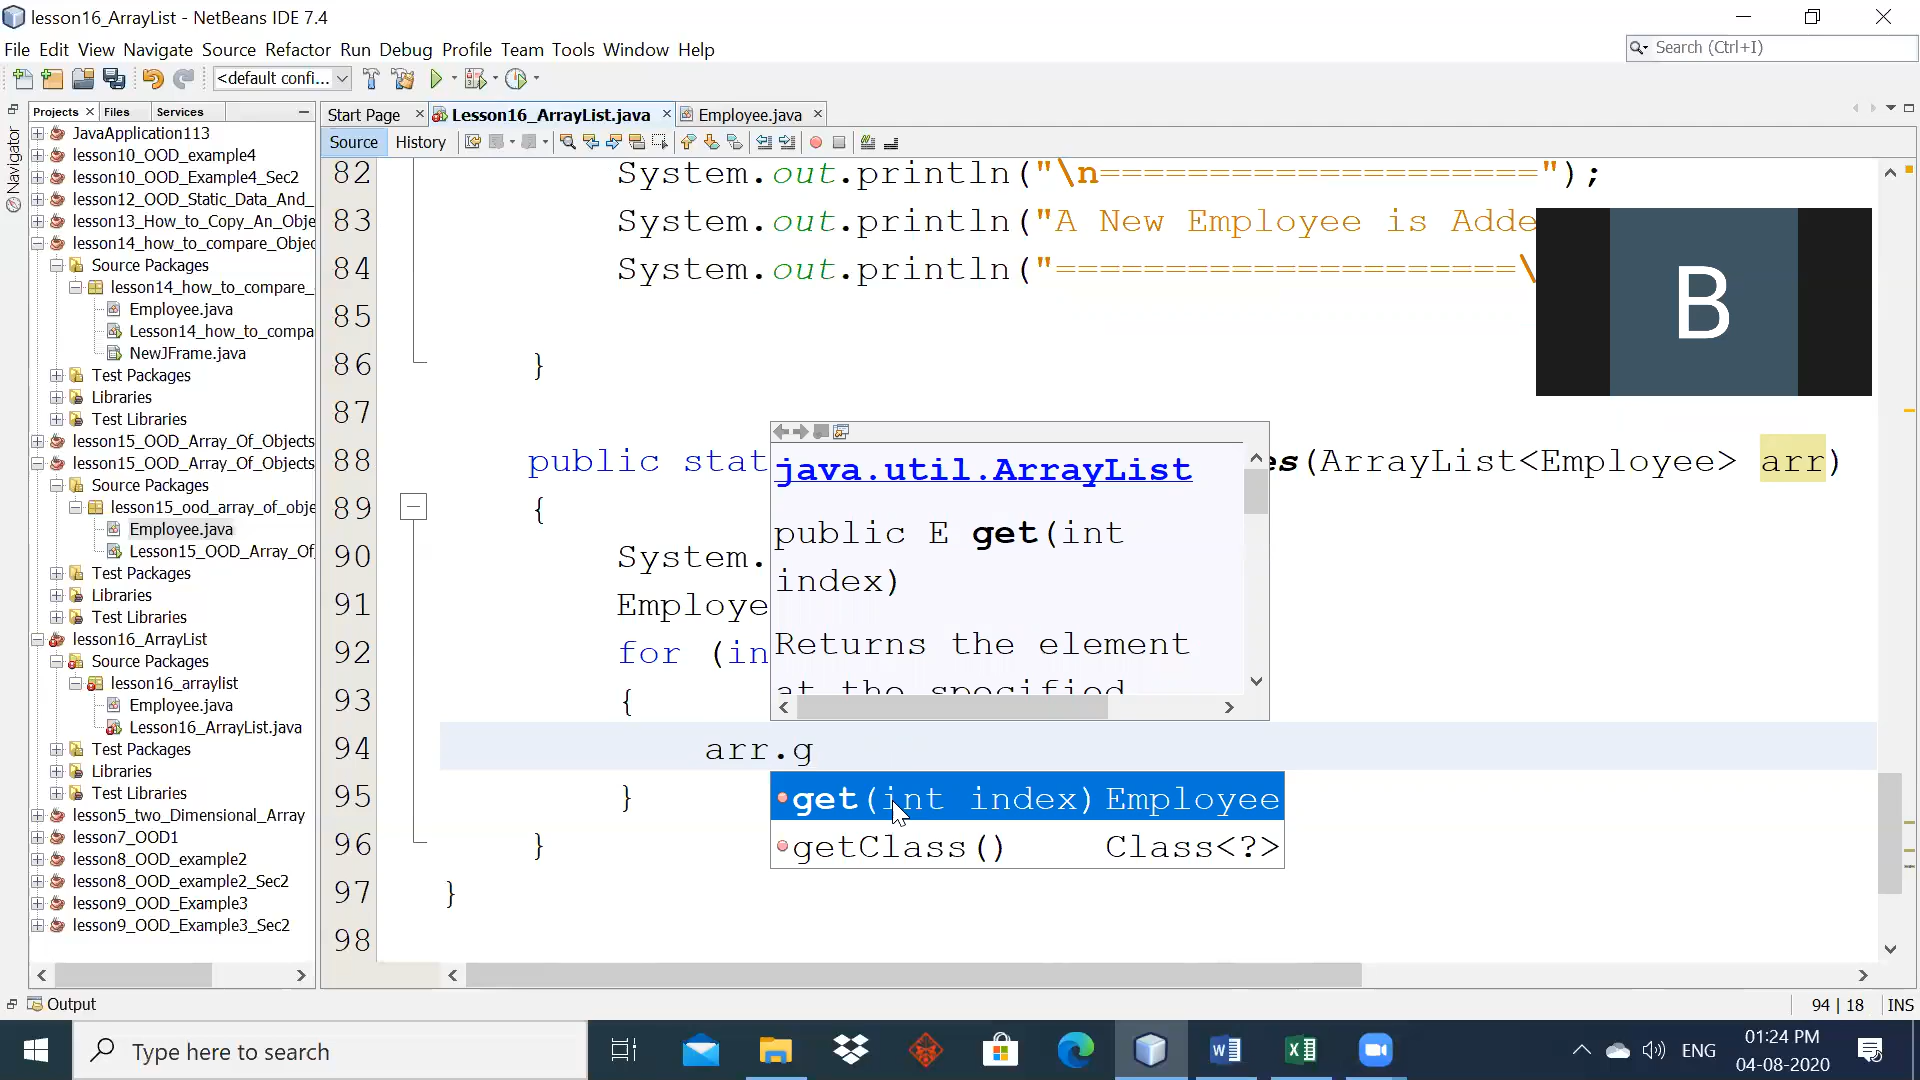 lesson16_ArrayList - NetBeans IDE 7.4
File Edit View Navigate Source Refactor Run Debug Profile Team Tools Window Help
Search (Ctrl+I)
<default confi...
Projects Files Services
Start Page Lesson16_ArrayList.java Employee.java
Navigator
Source History
JavaApplication113
lesson10_OOD_example4
lesson10_OOD_Example4_Sec2
lesson12_OOD_Static_Data_And_
lesson13_How_to_Copy_An_Obje
lesson14_how_to_compare_Objec
Source Packages
lesson14_how_to_compare_
Employee.java
Lesson14_how_to_compa
NewJFrame.java
Test Packages
Libraries
Test Libraries
lesson15_OOD_Array_Of_Objects
lesson15_OOD_Array_Of_Objects
Source Packages
lesson15_ood_array_of_obje
Employee.java
Lesson15_OOD_Array_Of
Test Packages
Libraries
Test Libraries
lesson16_ArrayList
Source Packages
lesson16_arraylist
Employee.java
Lesson16_ArrayList.java
Test Packages
Libraries
Test Libraries
lesson5_two_Dimensional_Array
lesson7_OOD1
lesson8_OOD_example2
lesson8_OOD_example2_Sec2
lesson9_OOD_Example3
lesson9_OOD_Example3_Sec2
82 System.out.println("\n====================");
83 System.out.println("A New Employee is Adde
84 System.out.println("=====================\
85
86 }
87
88 public stat es(ArrayList<Employee> arr)
89 {
90 System.
91 Employe
92 for (in
93 {
94 arr.g
95 }
96 }
97 }
98
B
java.util.ArrayList
public E get(int
index)
Returns the element
at the specified
get(int index) Employee
getClass() Class<?>
Output
94 | 18 INS
Type here to search
ENG
01:24 PM
04-08-2020